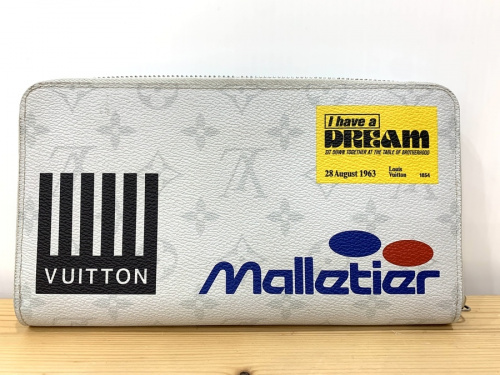 I have a
DREAM
SIT DOWN TOGETHER AT THE TABLE OF BROTHERHOOD
28 August 1963
Louis
Vuitton 1854
VUITTON
Malletier